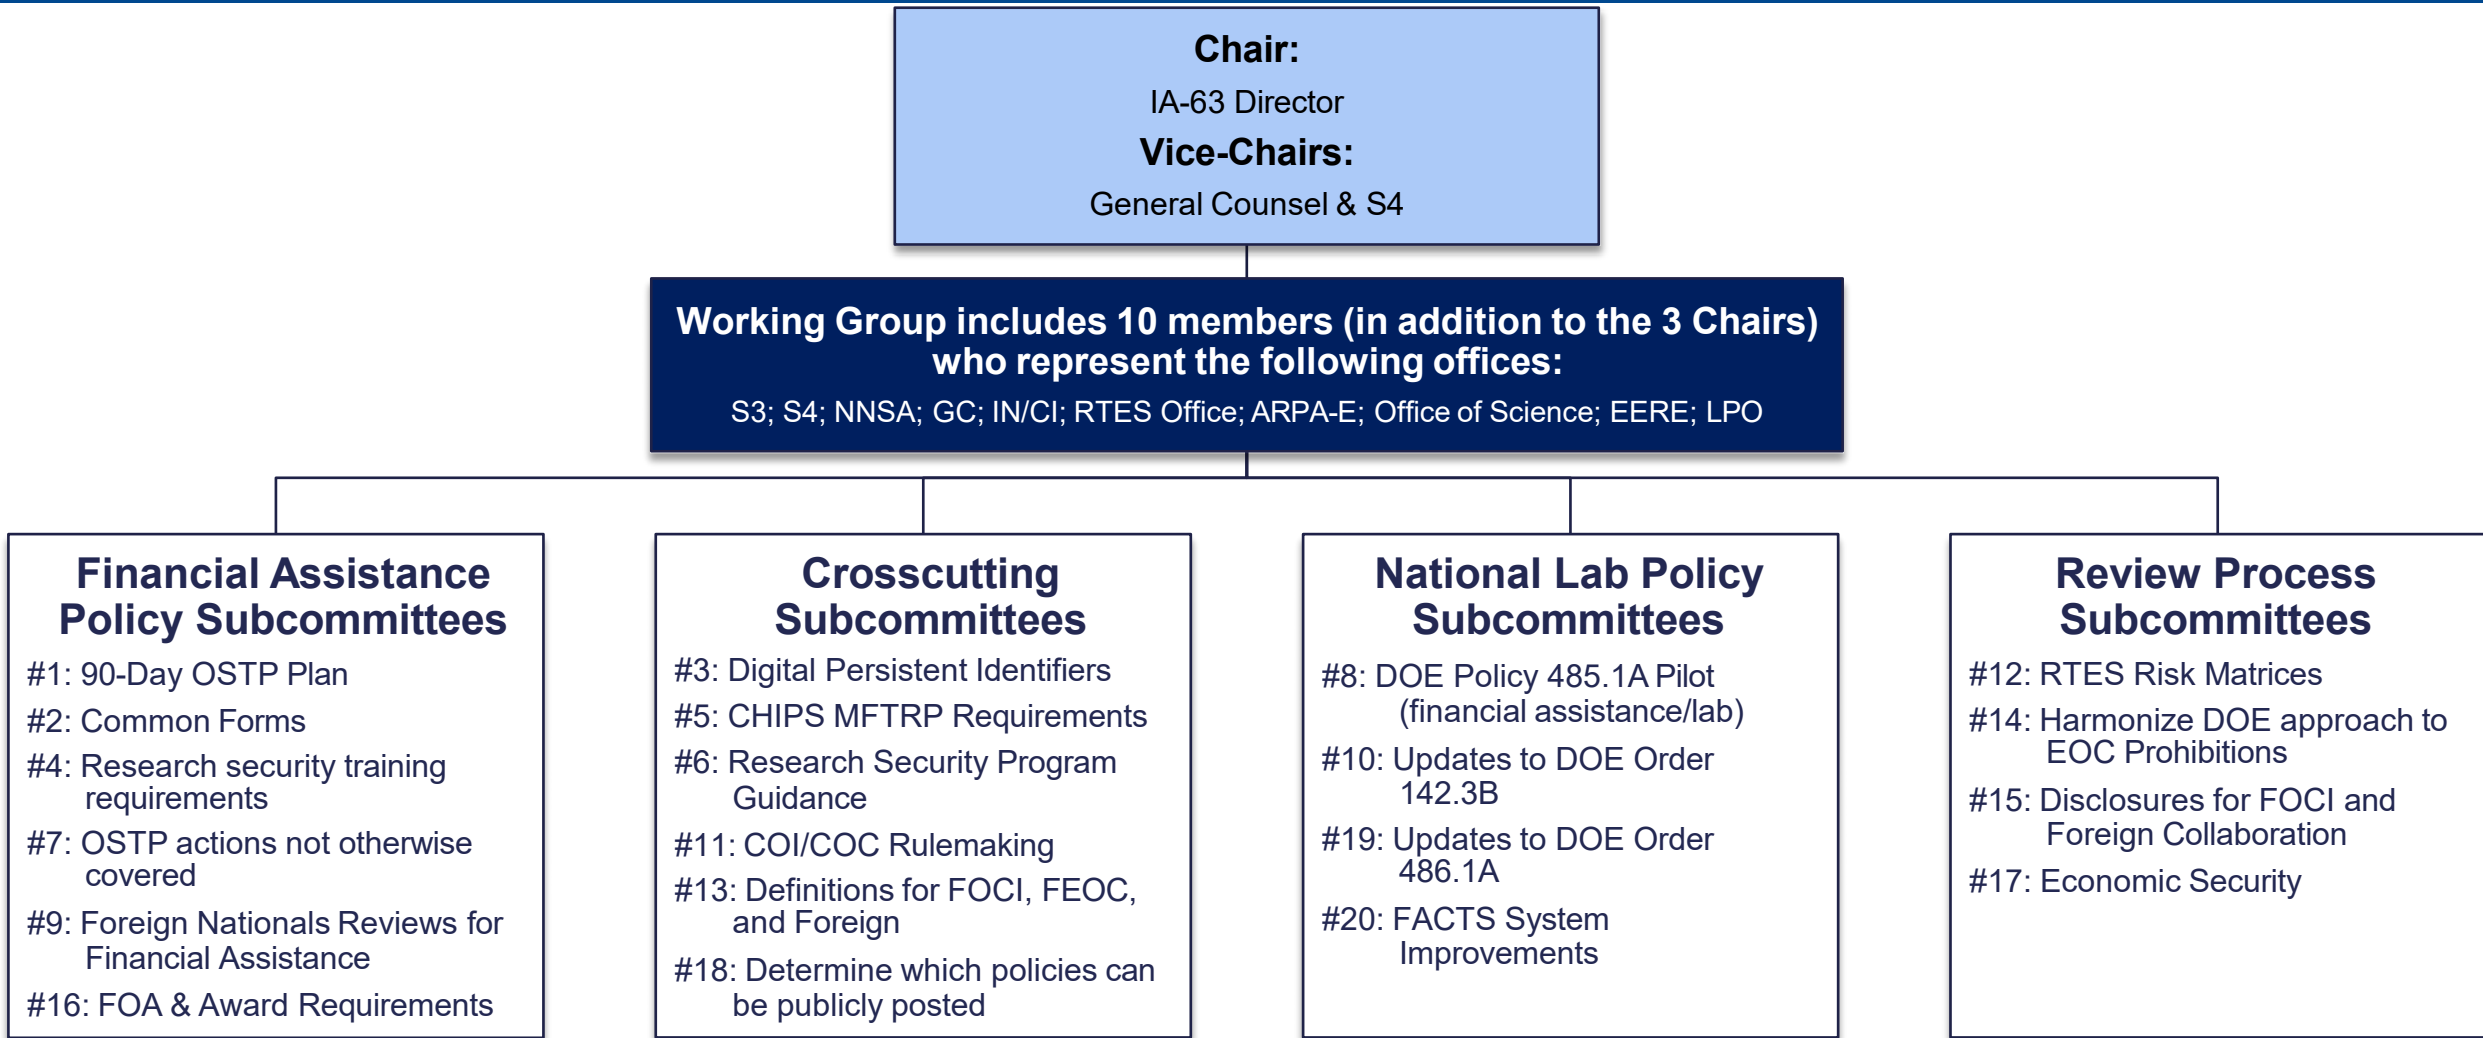 Chair:
IA-63 Director
Vice-Chairs:
General Counsel & S4
Working Group includes 10 members (in addition to the 3 Chairs)
who represent the following offices:
S3; S4; NNSA; GC; IN/CI; RTES Office; ARPA-E; Office of Science; EERE; LPO
Financial Assistance
Policy Subcommittees
#1: 90-Day OSTP Plan
#2: Common Forms
#4: Research security training
requirements
#7: OSTP actions not otherwise
covered
#9: Foreign Nationals Reviews for
Financial Assistance
#16: FOA & Award Requirements
Crosscutting
Subcommittees
#3: Digital Persistent Identifiers
#5: CHIPS MFTRP Requirements
#6: Research Security Program
Guidance
#11: COI/COC Rulemaking
#13: Definitions for FOCI, FEOC,
and Foreign
#18: Determine which policies can
be publicly posted
National Lab Policy
Subcommittees
#8: DOE Policy 485.1A Pilot
(financial assistance/lab)
#10: Updates to DOE Order
142.3B
#19: Updates to DOE Order
486.1A
#20: FACTS System
Improvements
Review Process
Subcommittees
#12: RTES Risk Matrices
#14: Harmonize DOE approach to
EOC Prohibitions
#15: Disclosures for FOCI and
Foreign Collaboration
#17: Economic Security